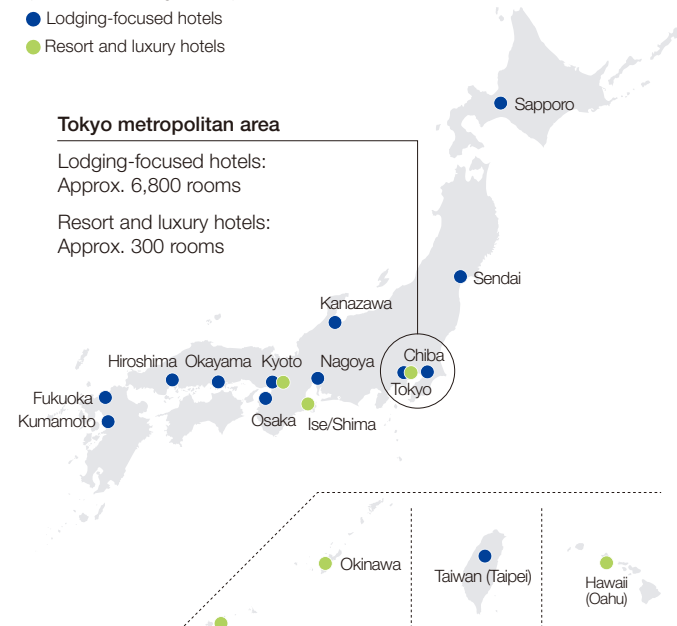 Lodging-focused hotels
Resort and luxury hotels
Sapporo
Tokyo metropolitan area
Lodging-focused hotels:
Approx. 6,800 rooms
Resort and luxury hotels:
Approx. 300 rooms
Sendai
Kanazawa
Hiroshima
Okayama
Kyoto
Nagoya
Chiba
Tokyo
Fukuoka
Kumamoto
Osaka
Ise/Shima
Okinawa
Taiwan (Taipei)
Hawaii
(Oahu)